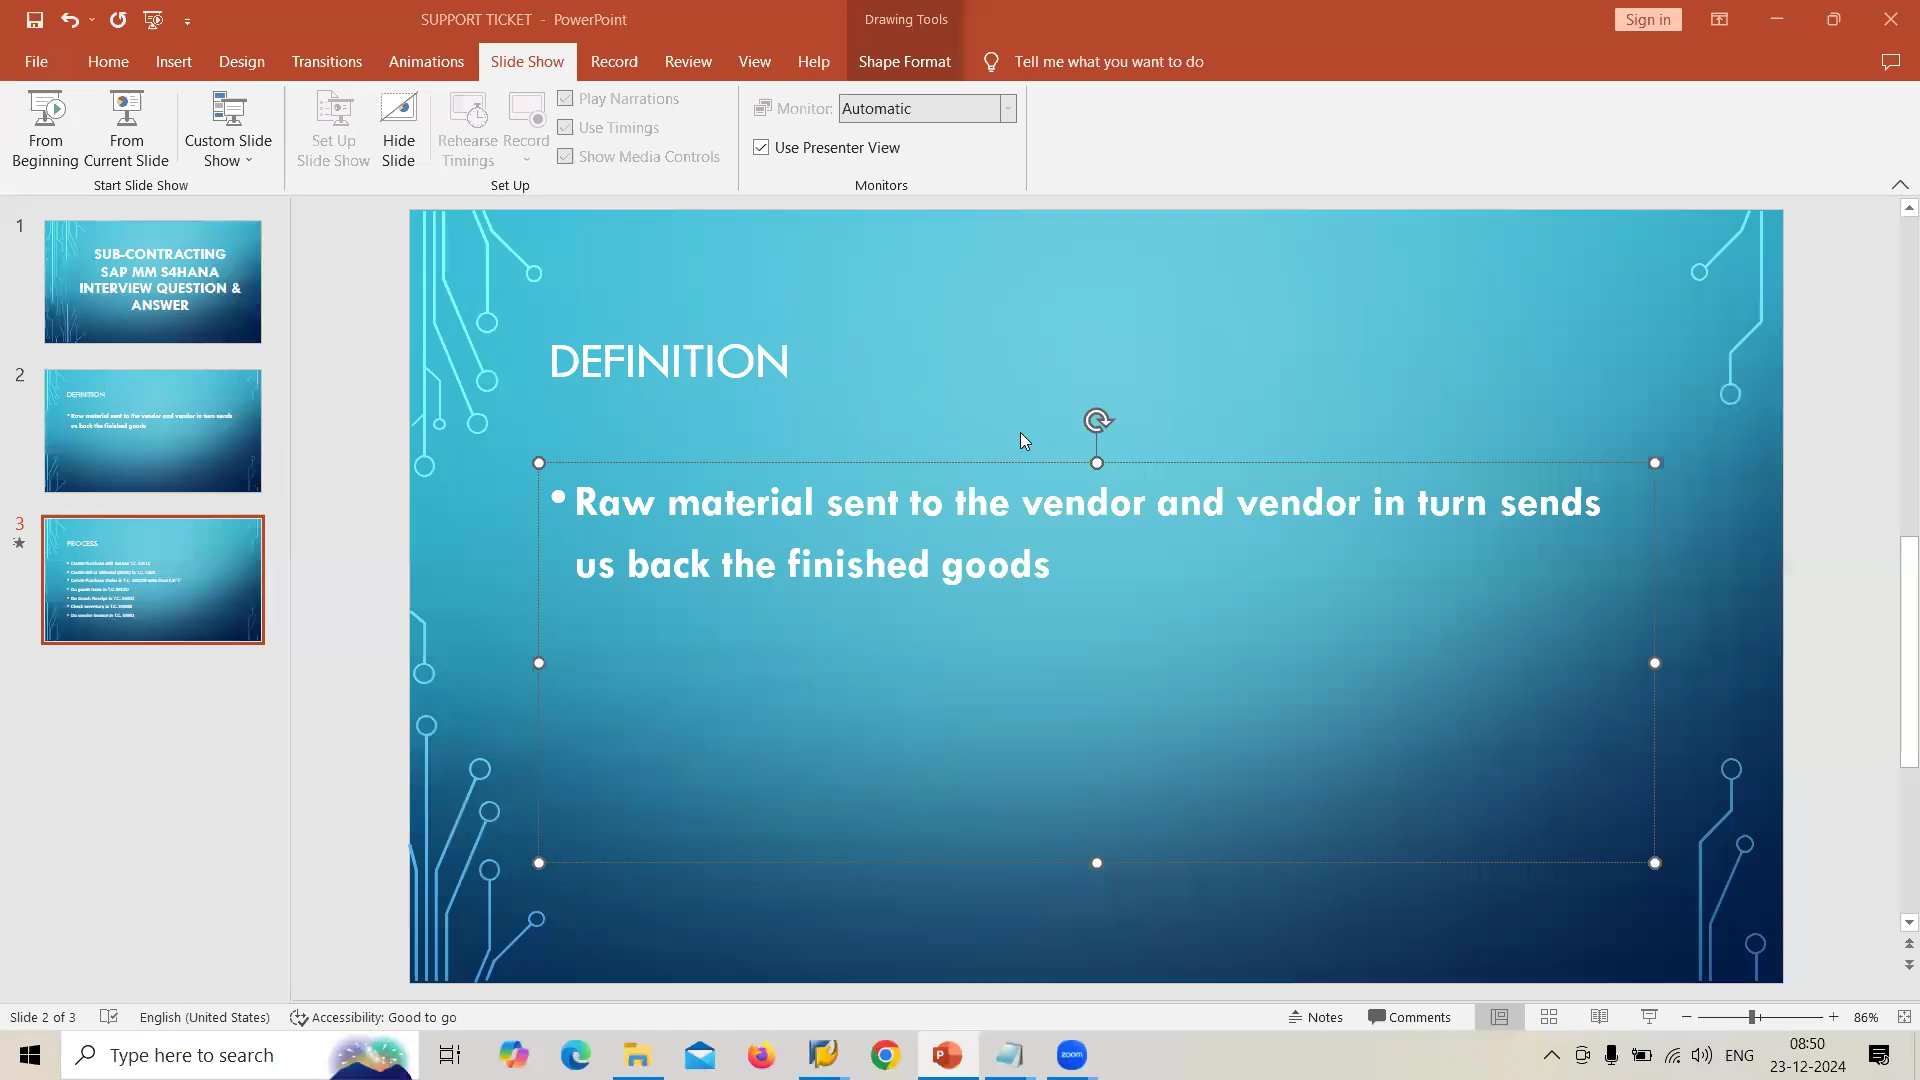 SUPPORT TICKET - PowerPoint
Drawing Tools
Sign in
File Home Insert Design Transitions Animations Slide Show Record Review View Help Shape Format Tell me what you want to do
From Beginning
From Current Slide
Custom Slide Show
Start Slide Show
Set Up Slide Show
Hide Slide
Rehearse Timings
Record
Play Narrations
Use Timings
Show Media Controls
Set Up
Monitor: Automatic
Use Presenter View
Monitors
1
SUB-CONTRACTING
SAP MM S4HANA
INTERVIEW QUESTION &
ANSWER
2
DEFINITION
• Raw material sent to the vendor and vendor in turn sends
us back the finished goods
3
PROCESS
DEFINITION
• Raw material sent to the vendor and vendor in turn sends
us back the finished goods
Slide 2 of 3 English (United States) Accessibility: Good to go Notes Comments 86%
Type here to search
zoom
ENG
08:50
23-12-2024